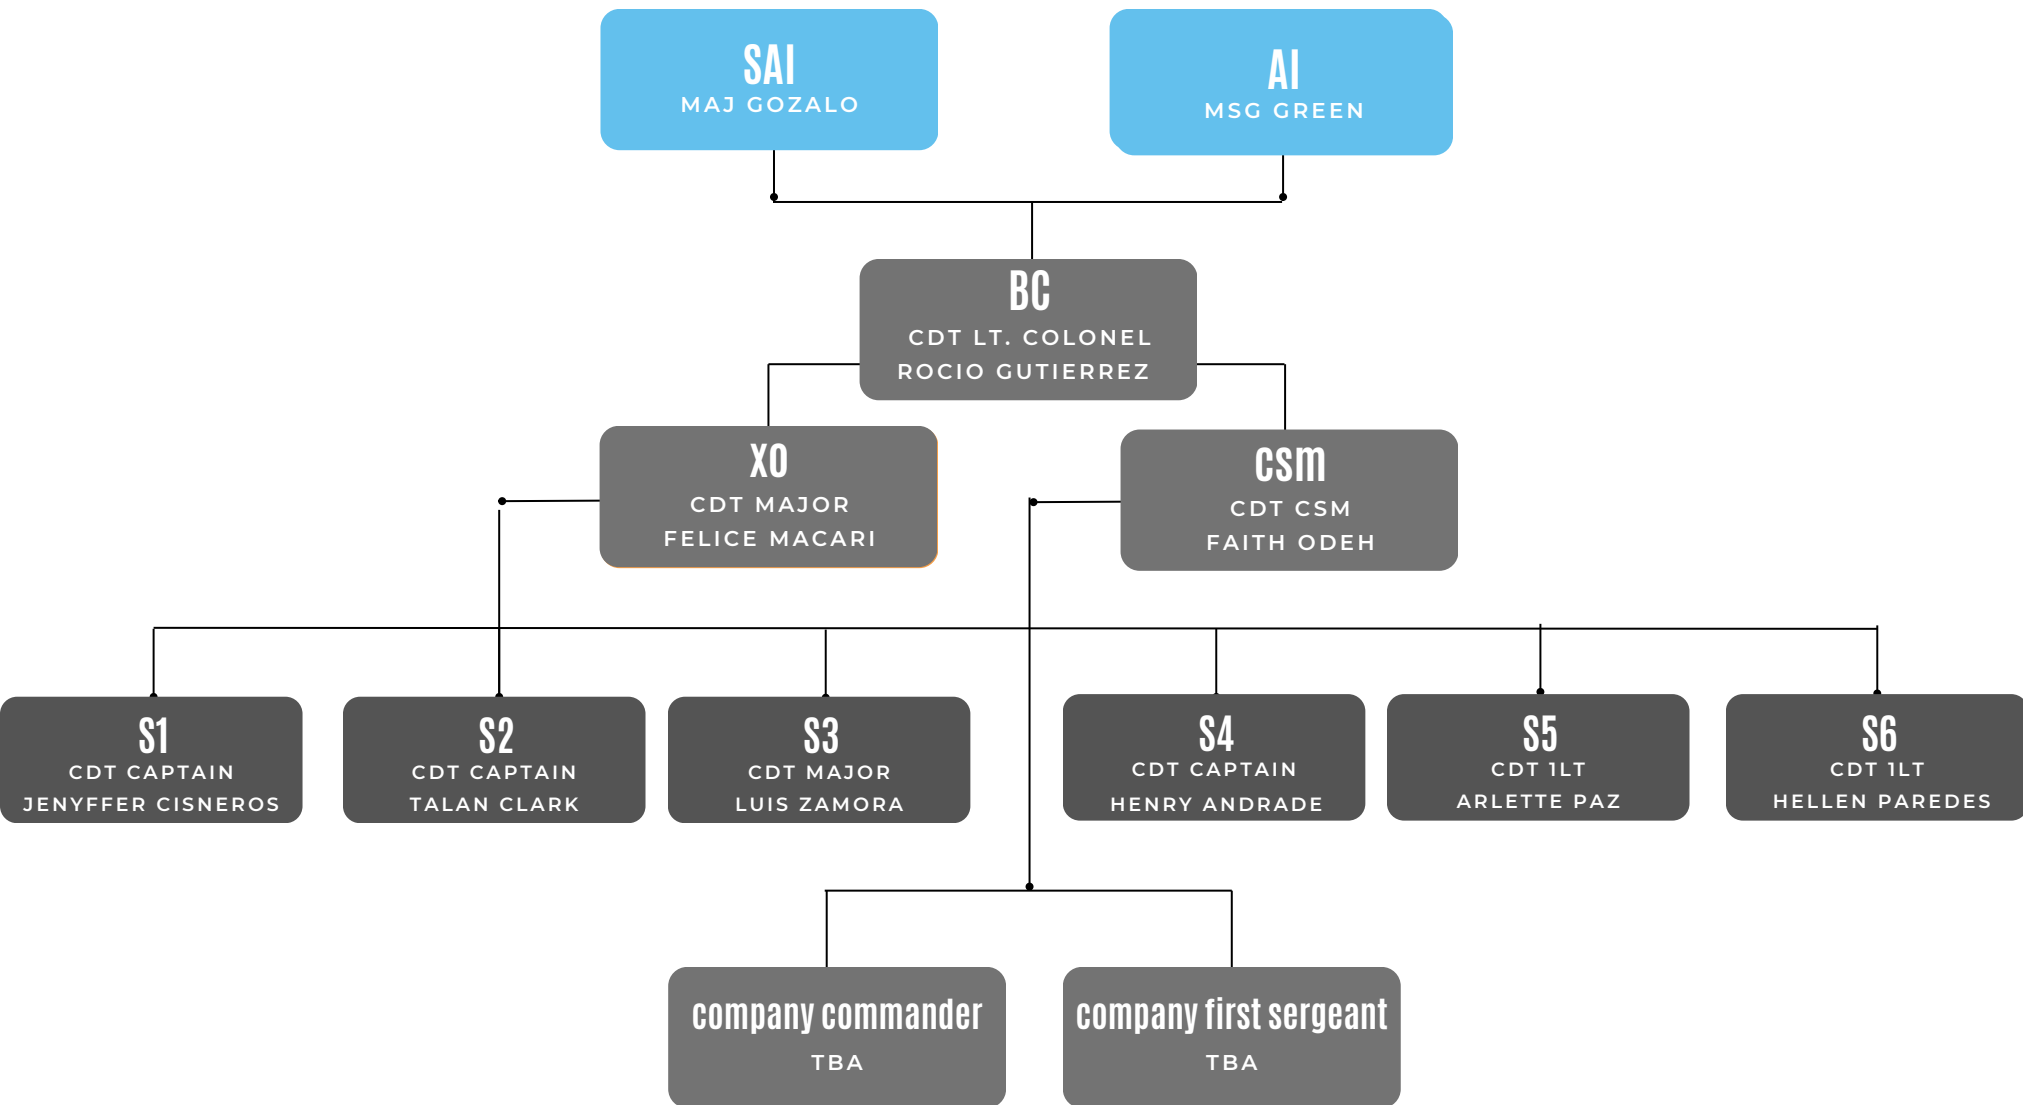 SAI
MAJ GOZALO
AI
MSG GREEN
BC
CDT LT. COLONEL
ROCIO GUTIERREZ
XO
CDT MAJOR
FELICE MACARI
csm
CDT CSM
FAITH ODEH
S1
CDT CAPTAIN
JENYFFER CISNEROS
S2
CDT CAPTAIN
TALAN CLARK
S3
CDT MAJOR
LUIS ZAMORA
S4
CDT CAPTAIN
HENRY ANDRADE
S5
CDT 1LT
ARLETTE PAZ
S6
CDT 1LT
HELLEN PAREDES
company commander
TBA
company first sergeant
TBA